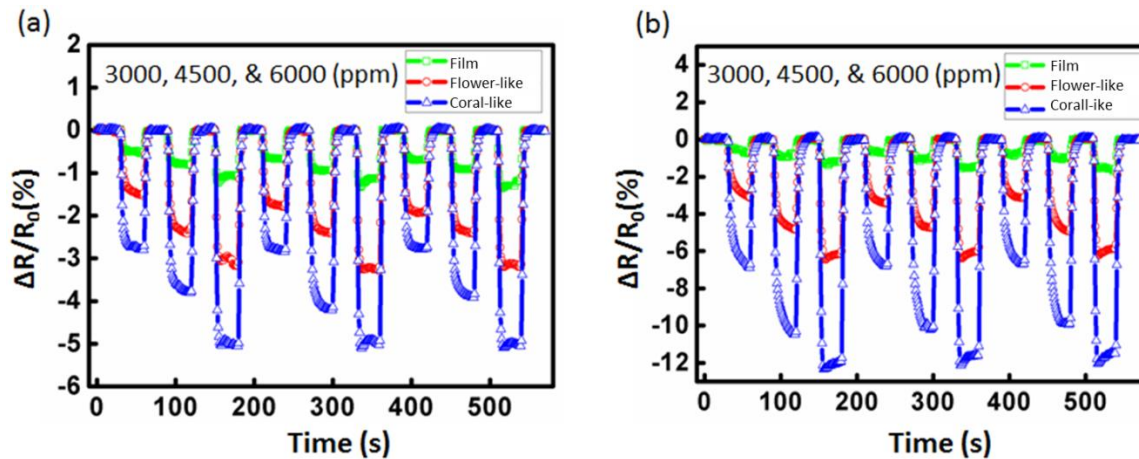 (a)
2
1
0
-1
-2
-3
-4
-5
-6
ΔR/R₀(%)
3000, 4500, & 6000 (ppm)
Film
Flower-like
Coral-like
0 100 200 300 400 500
Time (s)
(b)
4
2
0
-2
-4
-6
-8
-10
-12
ΔR/R₀(%)
3000, 4500, & 6000 (ppm)
Film
Flower-like
Corall-ike
0 100 200 300 400 500
Time (s)